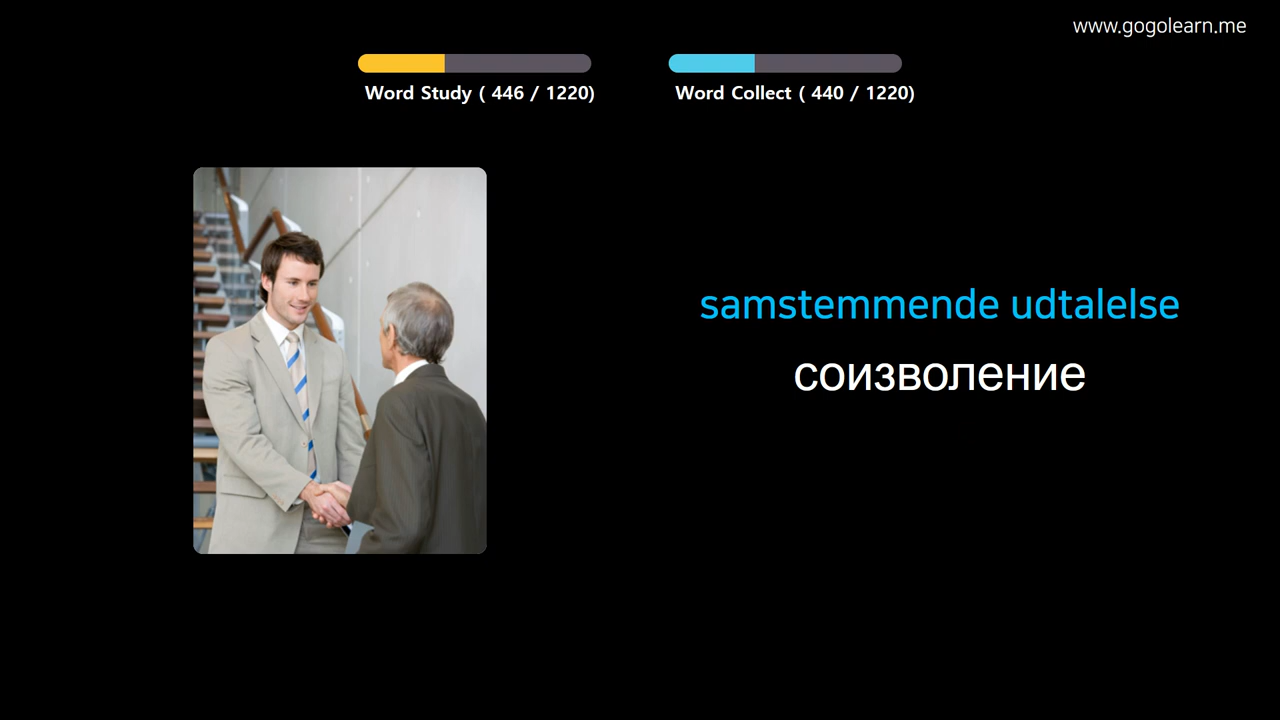 www.gogolearn.me
Word Study ( 446 / 1220)
Word Collect ( 440 / 1220)
samstemmende udtalelse
соизволение